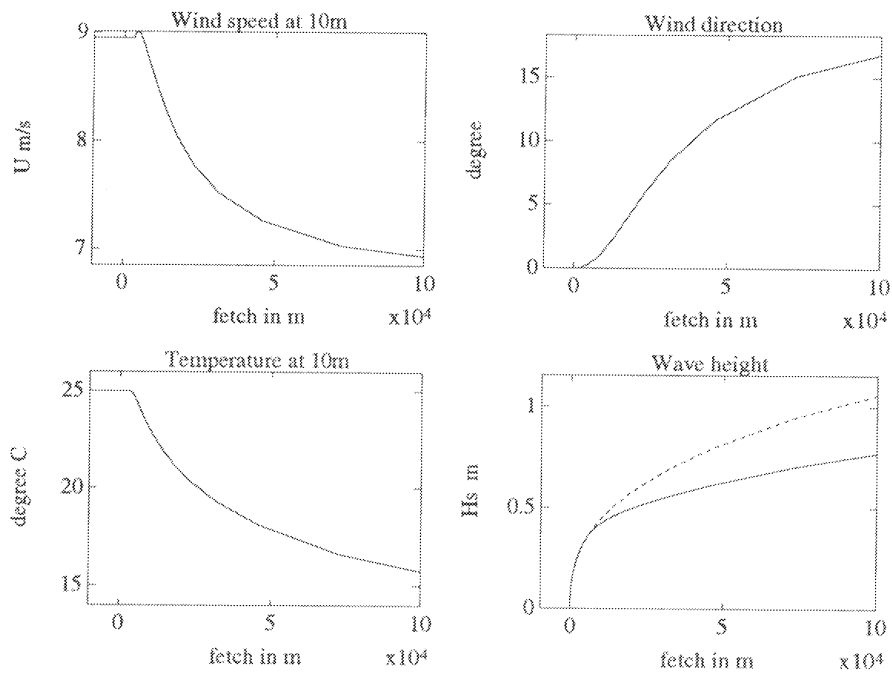 Wind speed at 10m
9
8
7
U m/s
0 5 10
fetch in m x10⁴
Wind direction
15
10
5
0
degree
0 5 10
fetch in m x10⁴
Temperature at 10m
25
20
15
degree C
0 5 10
fetch in m x10⁴
Wave height
1
0.5
0
Hs m
0 5 10
fetch in m x10⁴